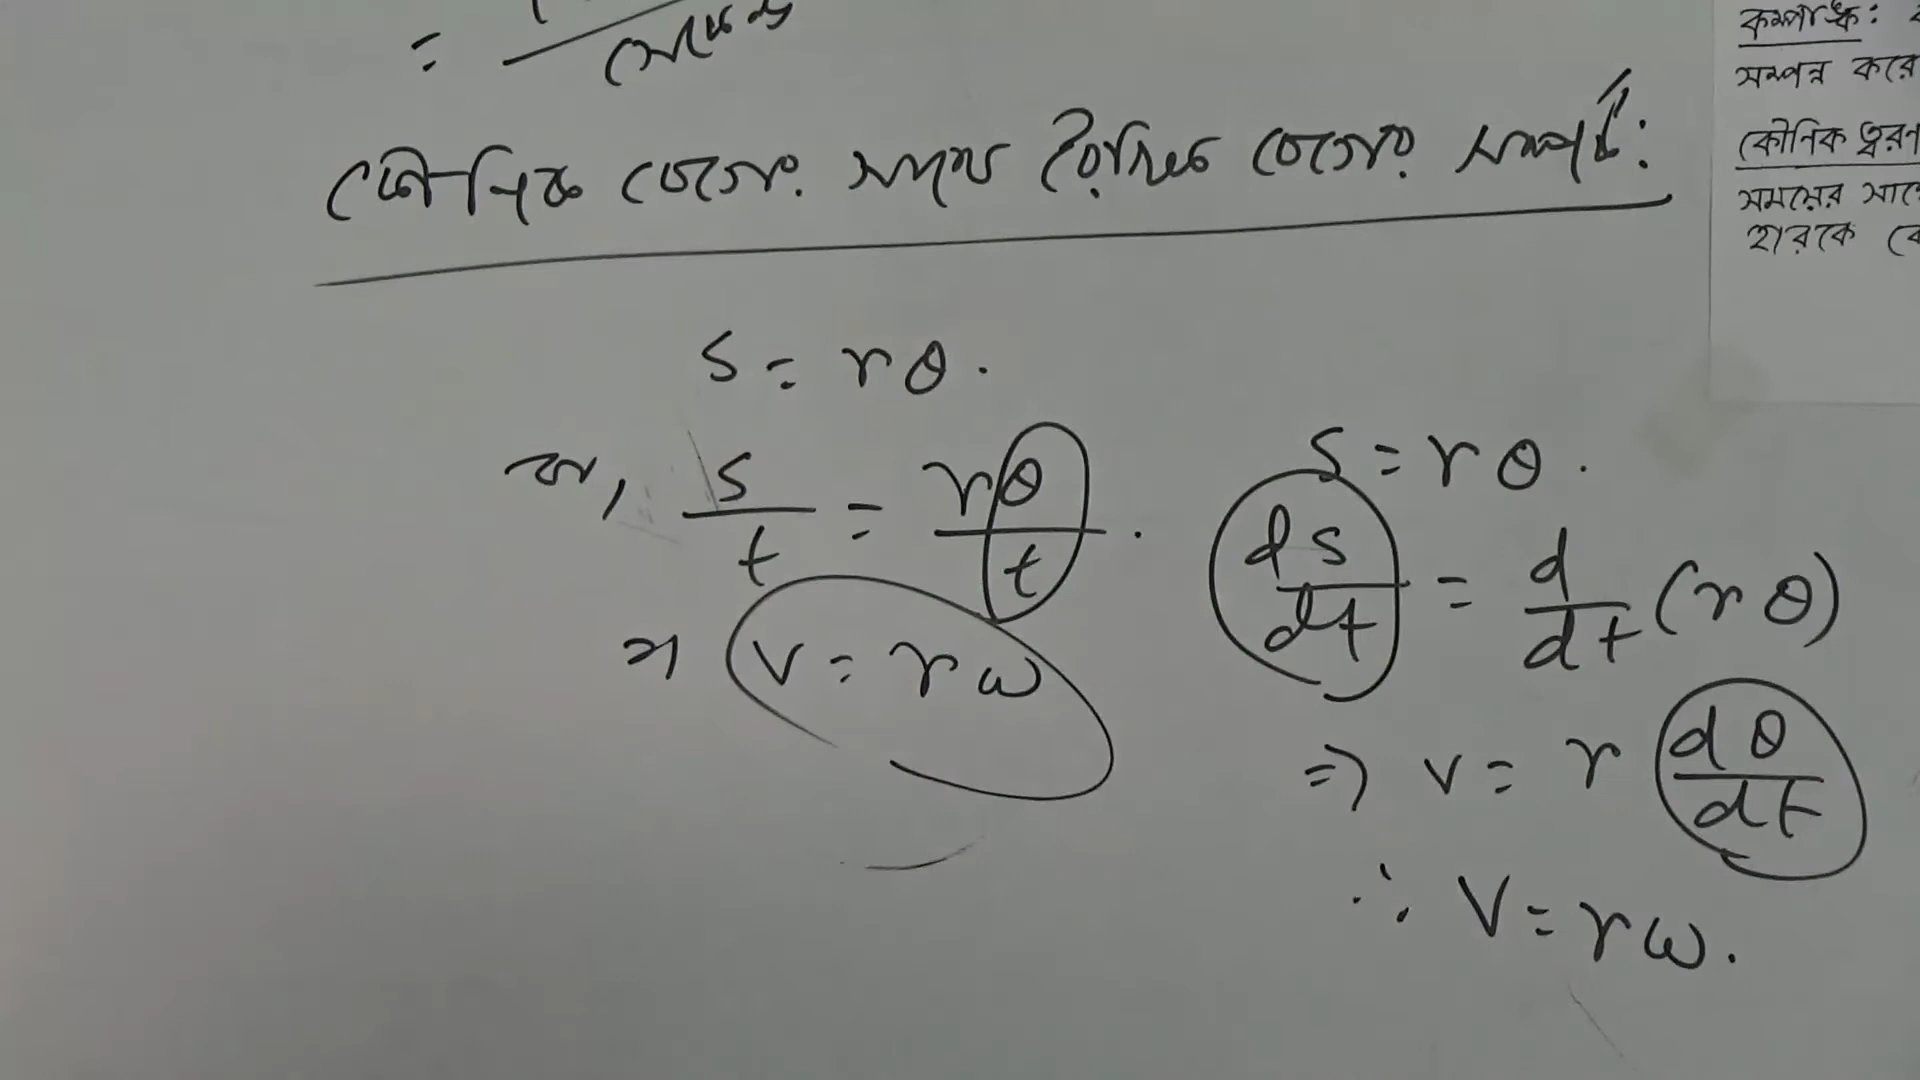 = সেকেন্ড
কৌণিক বেগের সাথে রৈখিক বেগের সম্পর্ক:
s = rθ.
বা, s/t = rθ/t.
⇒ v = rω
s = rθ.
ds/dt = d/dt (rθ)
⇒ v = r dθ/dt
∴ V = rω.
কম্পাঙ্ক:
সম্পন্ন করে
কৌনিক ত্বরণ
সময়ের সাথে
হারকে